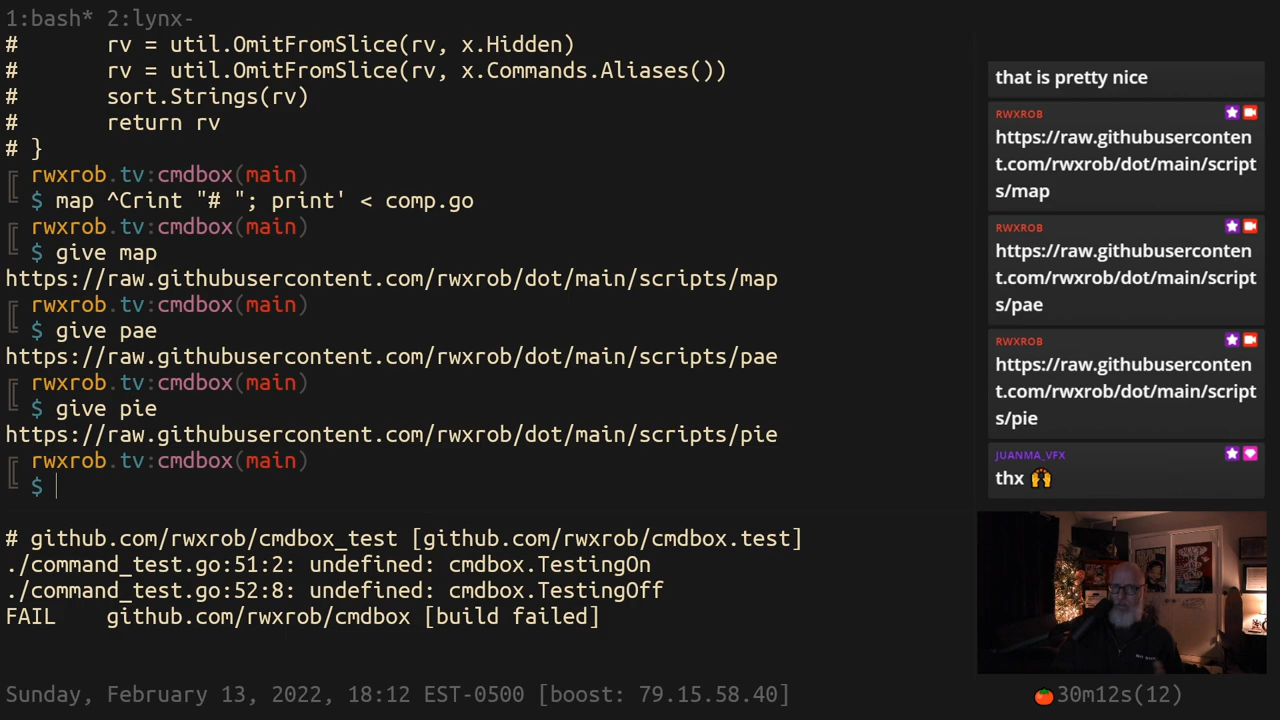 1:bash* 2:lynx-
#       rv = util.OmitFromSlice(rv, x.Hidden)
#       rv = util.OmitFromSlice(rv, x.Commands.Aliases())
#       sort.Strings(rv)
#       return rv
# }
rwxrob.tv:cmdbox(main)
$ map ^Crint "# "; print' < comp.go
rwxrob.tv:cmdbox(main)
$ give map
https://raw.githubusercontent.com/rwxrob/dot/main/scripts/map
rwxrob.tv:cmdbox(main)
$ give pae
https://raw.githubusercontent.com/rwxrob/dot/main/scripts/pae
rwxrob.tv:cmdbox(main)
$ give pie
https://raw.githubusercontent.com/rwxrob/dot/main/scripts/pie
rwxrob.tv:cmdbox(main)
$
# github.com/rwxrob/cmdbox_test [github.com/rwxrob/cmdbox.test]
./command_test.go:51:2: undefined: cmdbox.TestingOn
./command_test.go:52:8: undefined: cmdbox.TestingOff
FAIL    github.com/rwxrob/cmdbox [build failed]
that is pretty nice
RWXROB
https://raw.githubuserconten
t.com/rwxrob/dot/main/script
s/map
RWXROB
https://raw.githubuserconten
t.com/rwxrob/dot/main/script
s/pae
RWXROB
https://raw.githubuserconten
t.com/rwxrob/dot/main/script
s/pie
JUANMA_VFX
thx 🙌
Sunday, February 13, 2022, 18:12 EST-0500 [boost: 79.15.58.40]
🍅30m12s(12)